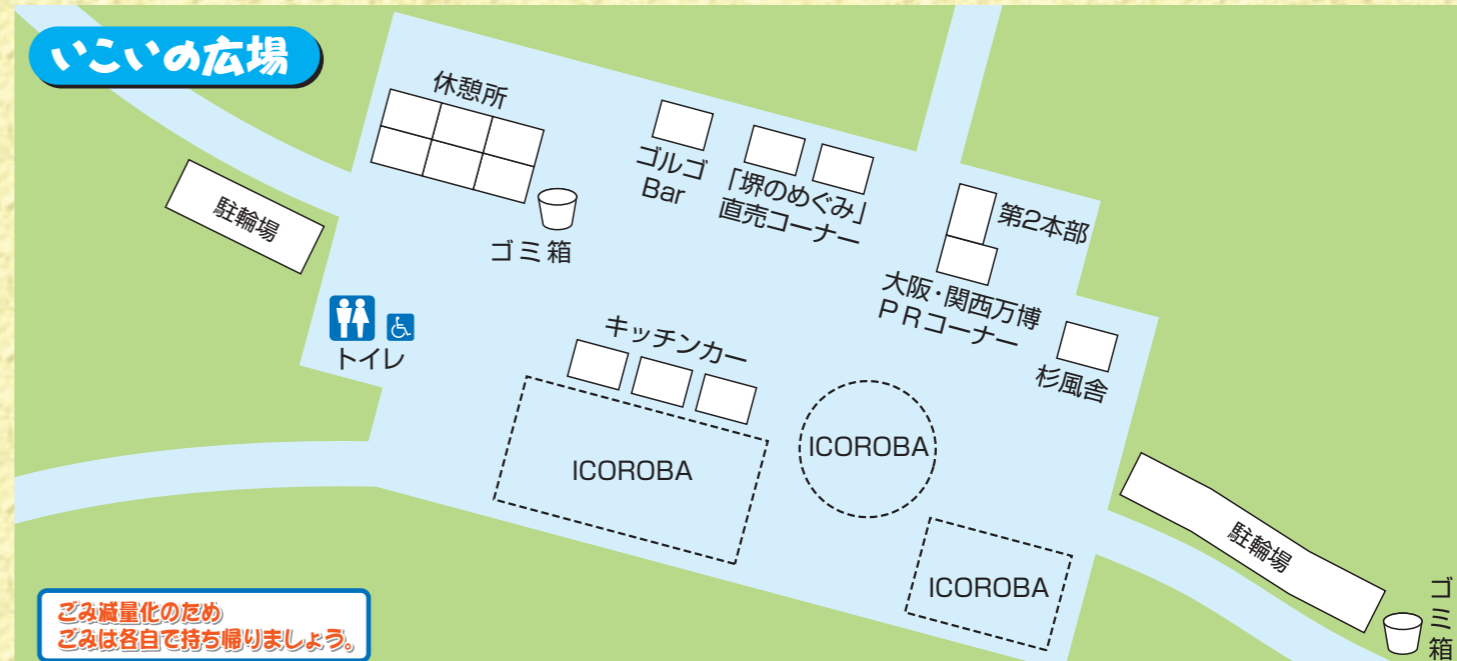 いこいの広場
休憩所
ゴルゴ
Bar
「堺のめぐみ」
直売コーナー
第2本部
大阪・関西万博
PRコーナー
杉風舎
駐輪場
ゴミ箱
トイレ
キッチンカー
ICOROBA
ICOROBA
ICOROBA
駐輪場
ゴミ箱
ごみ減量化のため
ごみは各自で持ち帰りましょう。